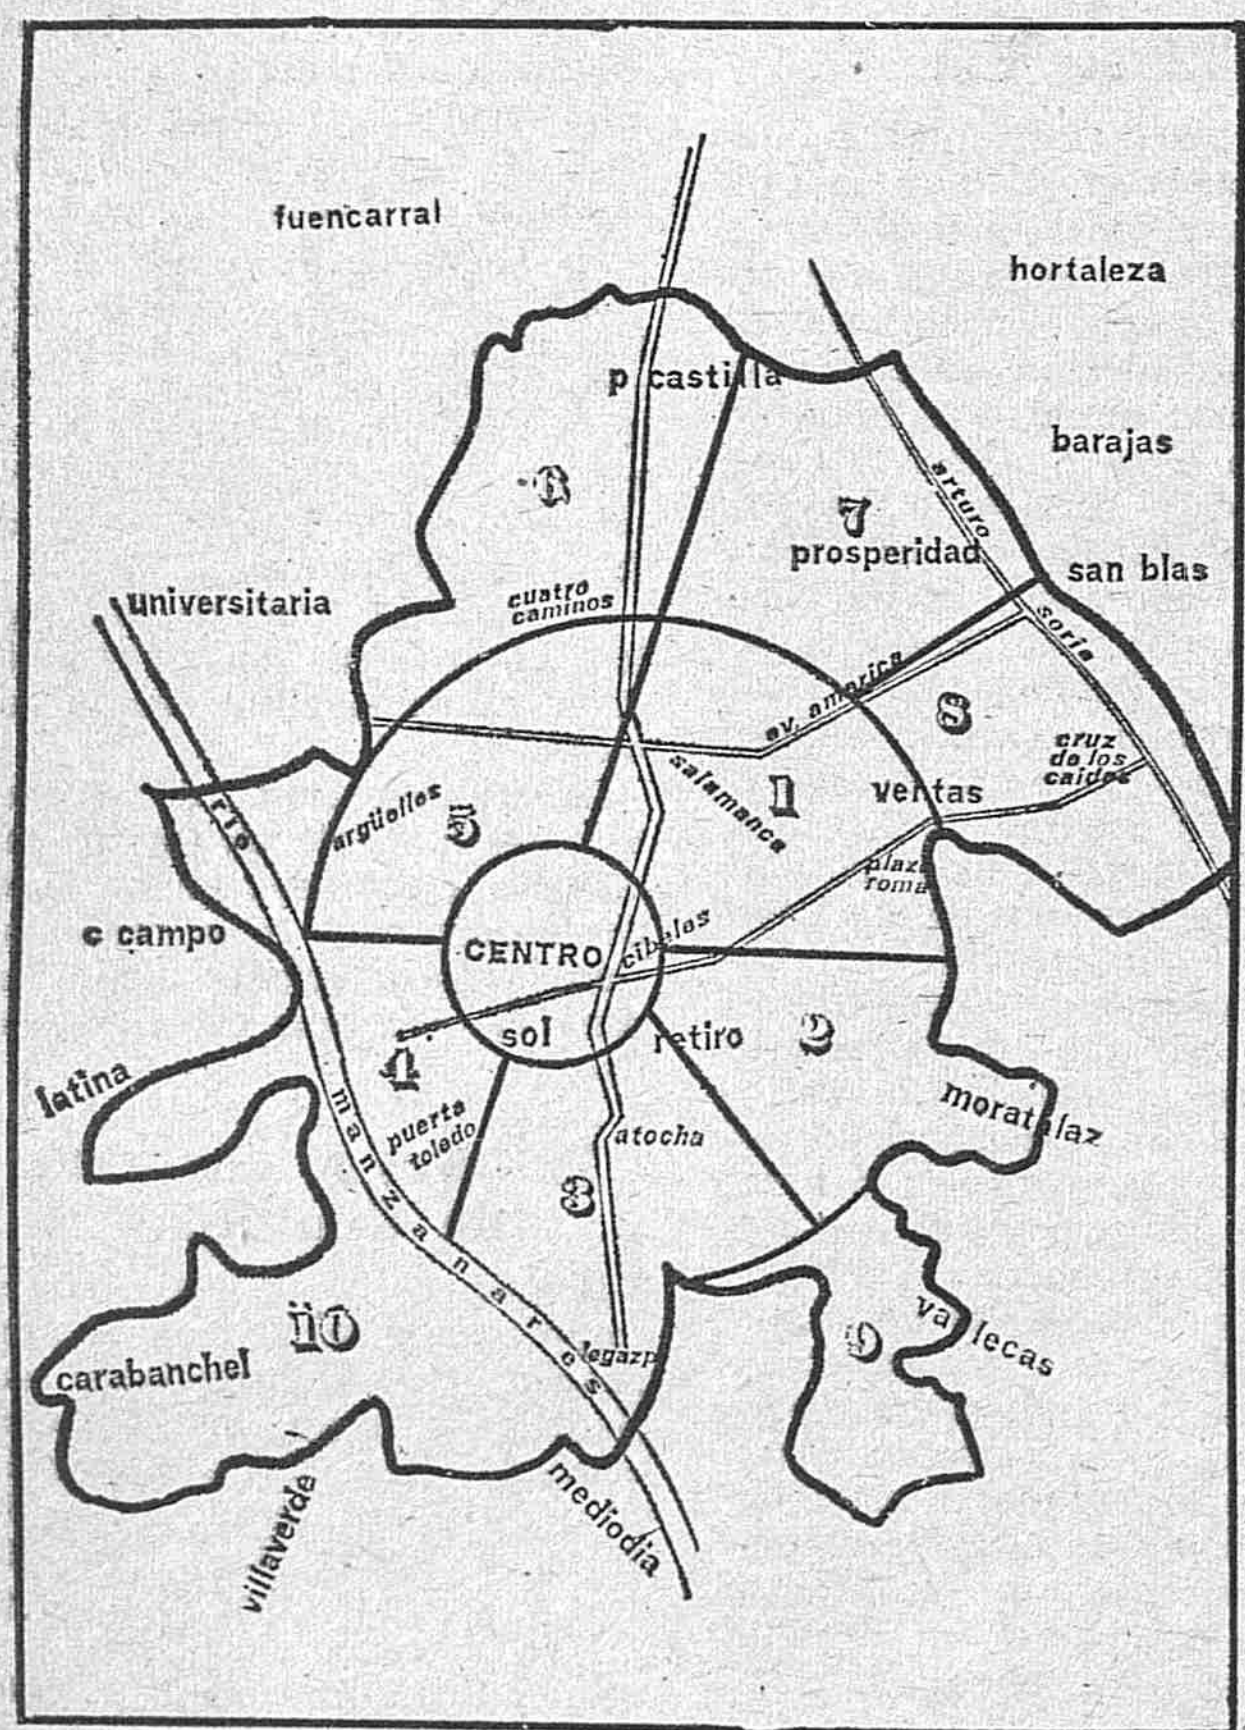 fuencarral
hortaleza
p castilla
barajas
arturo
6
7
prosperidad
san blas
universitaria
cuatro
caminos
soria
av. america
8
cruz
de los
caidos
salamanca
1
ventas
argüelles
5
rio
plaza
roma
c campo
CENTRO
cibeles
sol
retiro
2
4
latina
manzanares
puerta
toledo
moratalaz
atocha
3
10
vallecas
9
legazpi
carabanchel
villaverde
mediodia